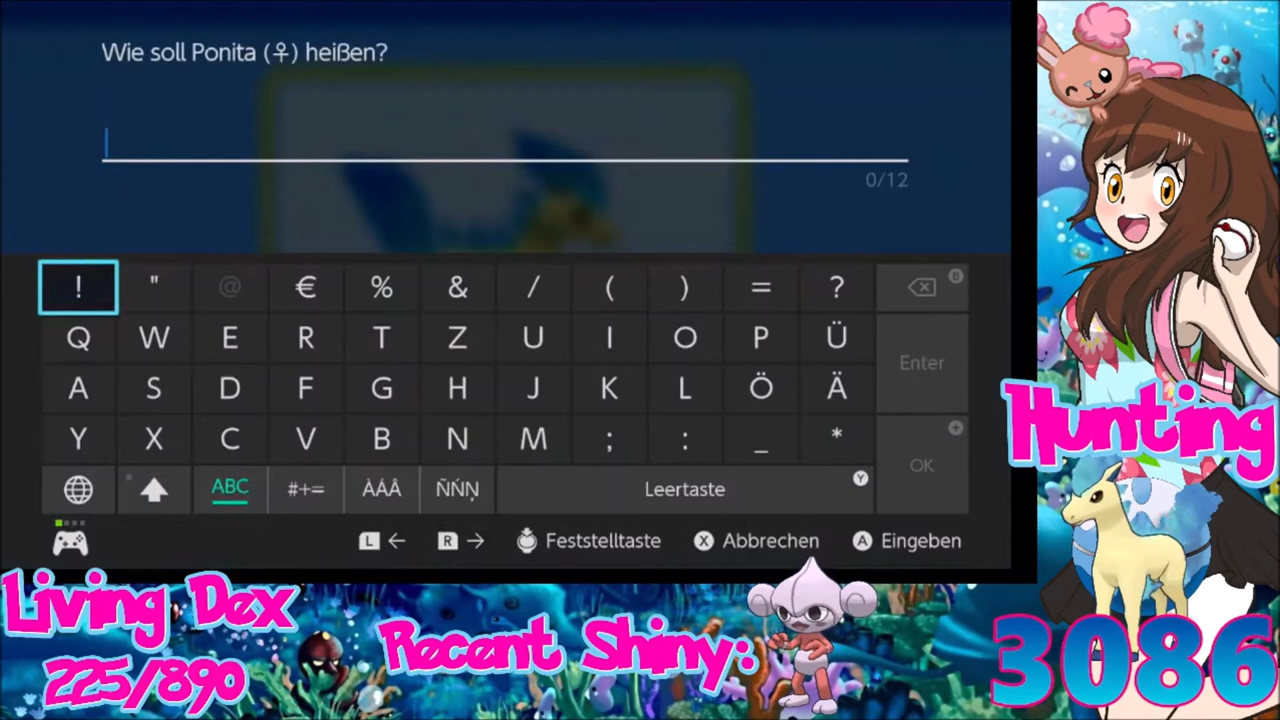 Wie soll Ponita (♀) heißen?
0/12
! " @ € % & / ( ) = ? B
Q W E R T Z U I O P Ü Enter
A S D F G H J K L Ö Ä
Y X C V B N M ; : _ * + OK
ABC #+= ÀÁÂ ÑŃŅ Leertaste Y
L ← R → Feststelltaste X Abbrechen A Eingeben
Hunting
3086
Living Dex
225/890
Recent Shiny: